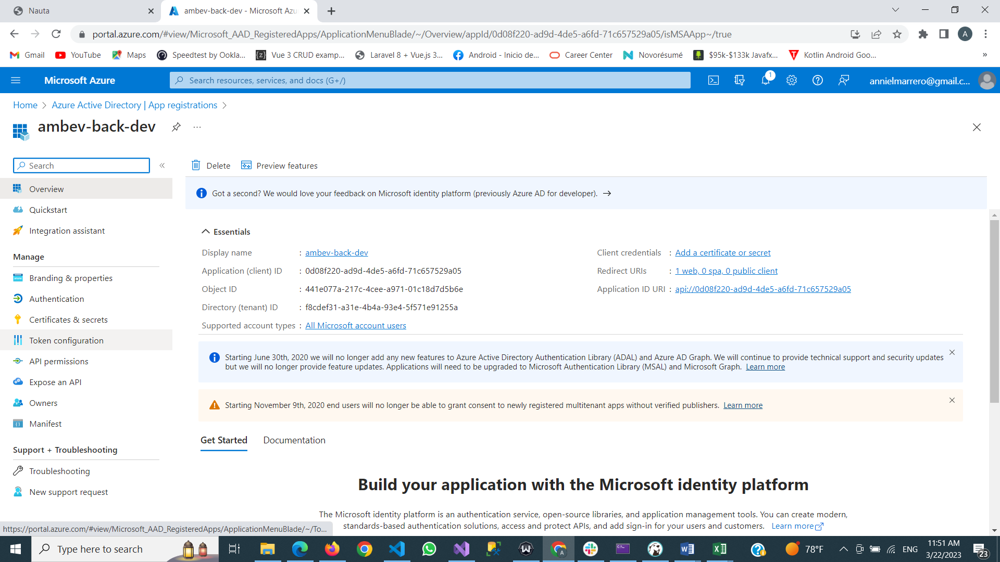 Nauta
ambev-back-dev - Microsoft Azu
portal.azure.com/#view/Microsoft_AAD_RegisteredApps/ApplicationMenuBlade/~/Overview/appId/0d08f220-ad9d-4de5-a6fd-71c657529a05/isMSAApp~/true
A
Gmail
YouTube
Maps
Speedtest by Ookla...
Vue 3 CRUD examp...
Laravel 8 + Vue.js 3...
Android - Inicio de...
Career Center
Novorésumé
$95k-$133k Javafx...
Kotlin Android Goo...
»
Microsoft Azure
Search resources, services, and docs (G+/)
1
annielmarrero@gmail.c...
Home > Azure Active Directory | App registrations >
ambev-back-dev
...
Search
«
Delete
Preview features
Overview
Quickstart
Integration assistant
Manage
Branding & properties
Authentication
Certificates & secrets
Token configuration
API permissions
Expose an API
Owners
Manifest
Support + Troubleshooting
Troubleshooting
New support request
Got a second? We would love your feedback on Microsoft identity platform (previously Azure AD for developer).
Essentials
Display name : ambev-back-dev
Application (client) ID : 0d08f220-ad9d-4de5-a6fd-71c657529a05
Object ID : 441e077a-217c-4cee-a971-01c18d7d5b6e
Directory (tenant) ID : f8cdef31-a31e-4b4a-93e4-5f571e91255a
Supported account types : All Microsoft account users
Client credentials : Add a certificate or secret
Redirect URIs : 1 web, 0 spa, 0 public client
Application ID URI : api://0d08f220-ad9d-4de5-a6fd-71c657529a05
Starting June 30th, 2020 we will no longer add any new features to Azure Active Directory Authentication Library (ADAL) and Azure AD Graph. We will continue to provide technical support and security updates
but we will no longer provide feature updates. Applications will need to be upgraded to Microsoft Authentication Library (MSAL) and Microsoft Graph. Learn more
Starting November 9th, 2020 end users will no longer be able to grant consent to newly registered multitenant apps without verified publishers. Learn more
Get Started
Documentation
Build your application with the Microsoft identity platform
The Microsoft identity platform is an authentication service, open-source libraries, and application management tools. You can create modern,
standards-based authentication solutions, access and protect APIs, and add sign-in for your users and customers. Learn more
https://portal.azure.com/#view/Microsoft_AAD_RegisteredApps/ApplicationMenuBlade/~/To...
Type here to search
78°F
ENG
11:51 AM
3/22/2023
23